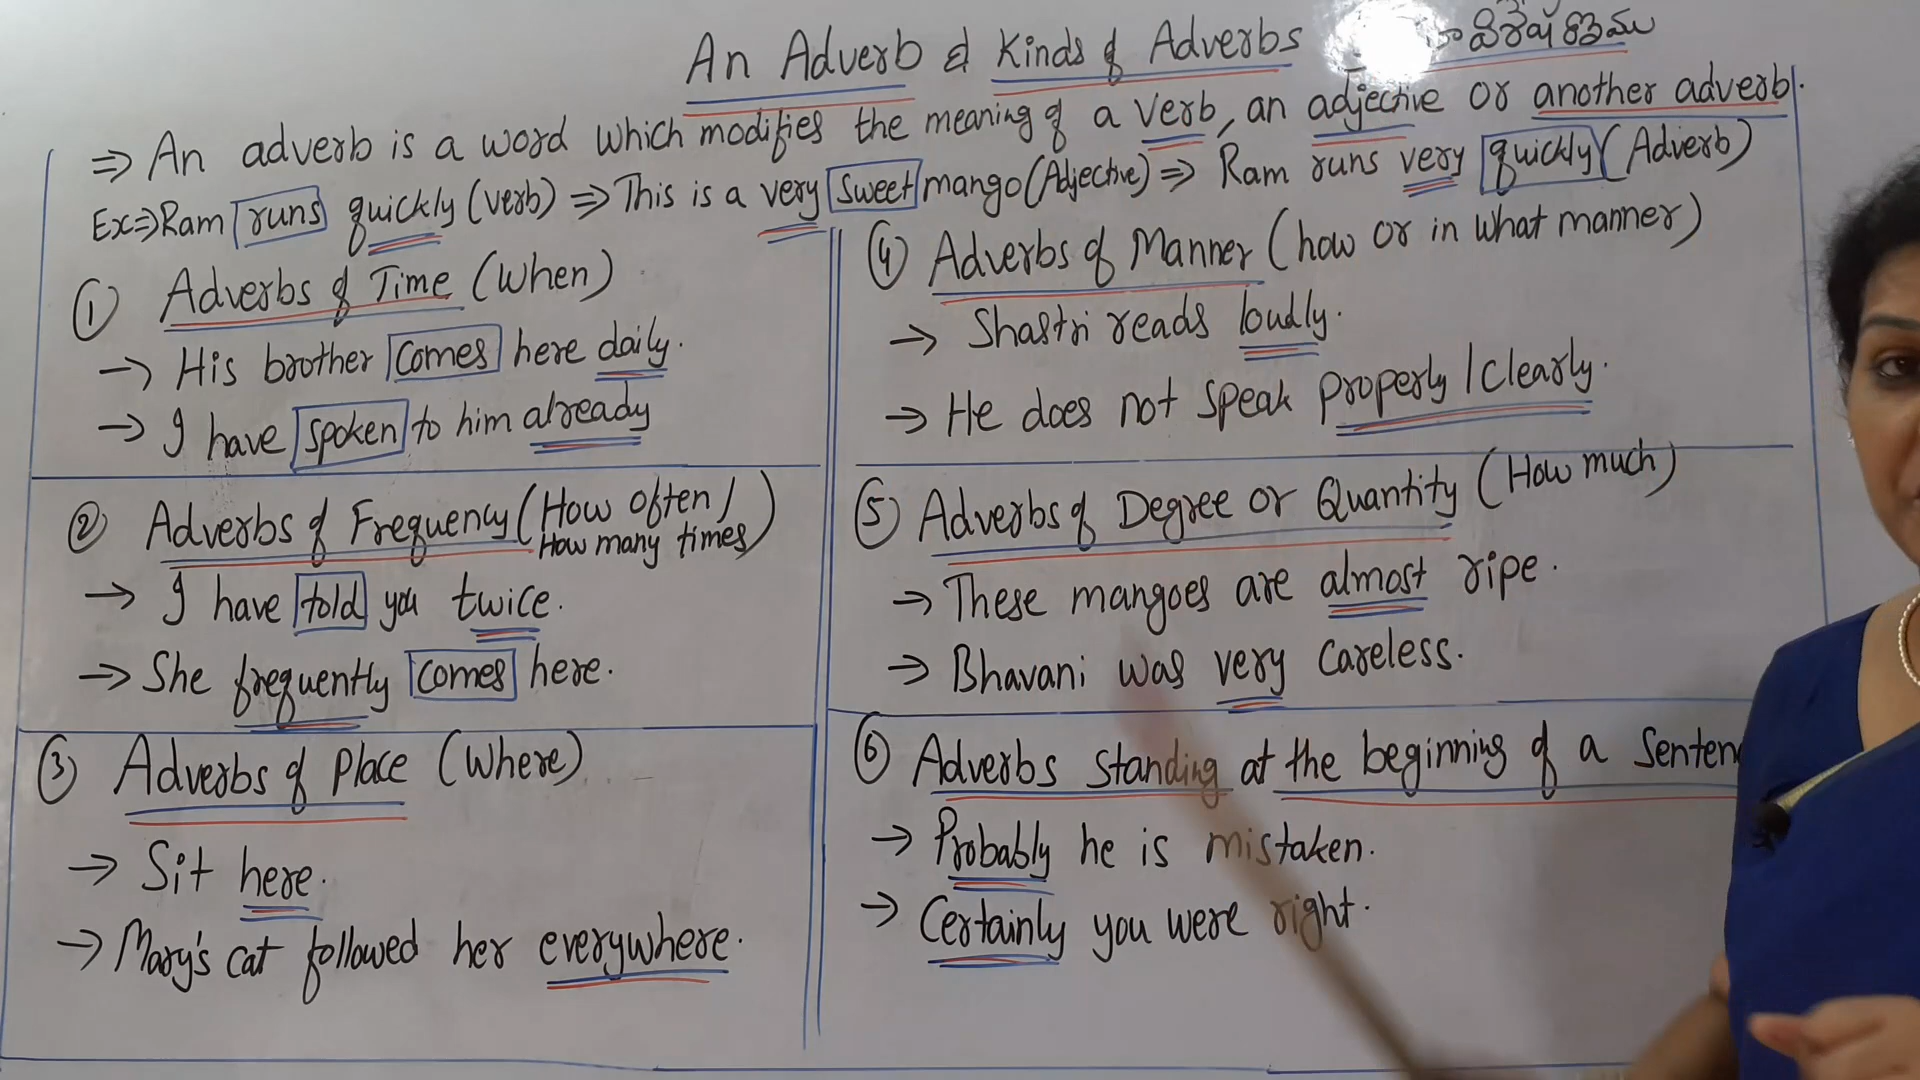 An Adverb & Kinds of Adverbs
⇒ An adverb is a word which modifies the meaning of a verb, an adjective or another adverb.
Ex⇒ Ram runs quickly (verb) ⇒ This is a very sweet mango (Adjective) ⇒ Ram runs very quickly (Adverb)
① Adverbs of Time (When)
→ His brother comes here daily.
→ I have spoken to him already
② Adverbs of Frequency (How often / How many times)
→ I have told you twice.
→ She frequently comes here.
③ Adverbs of Place (Where)
→ Sit here.
→ Mary's cat followed her everywhere.
④ Adverbs of Manner (how or in what manner)
→ Shastri reads loudly.
→ He does not speak properly / clearly.
⑤ Adverbs of Degree or Quantity (How much)
→ These mangoes are almost ripe.
→ Bhavani was very careless.
⑥ Adverbs standing at the beginning of a Senten
→ Probably he is mistaken.
→ Certainly you were right.